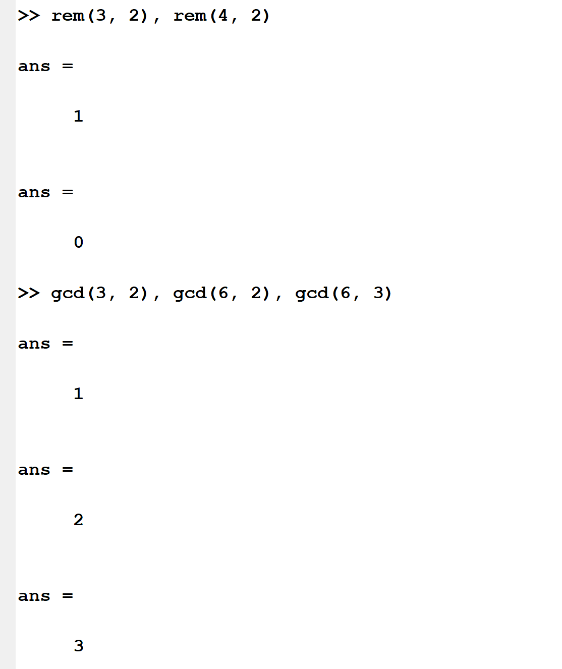 >> rem(3, 2), rem(4, 2)
ans =
1
ans =
0
>> gcd(3, 2), gcd(6, 2), gcd(6, 3)
ans =
1
ans =
2
ans =
3